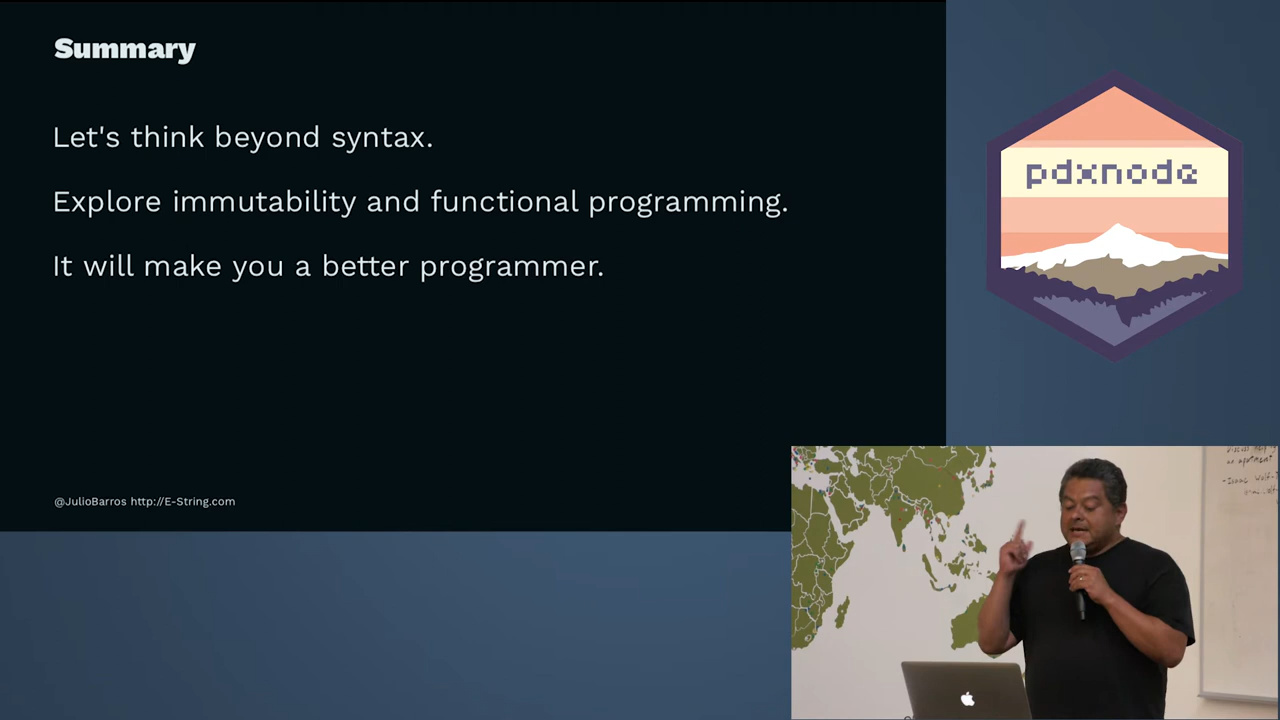 Summary
Let's think beyond syntax.
Explore immutability and functional programming.
It will make you a better programmer.
@JulioBarros http://E-String.com
pdxnode